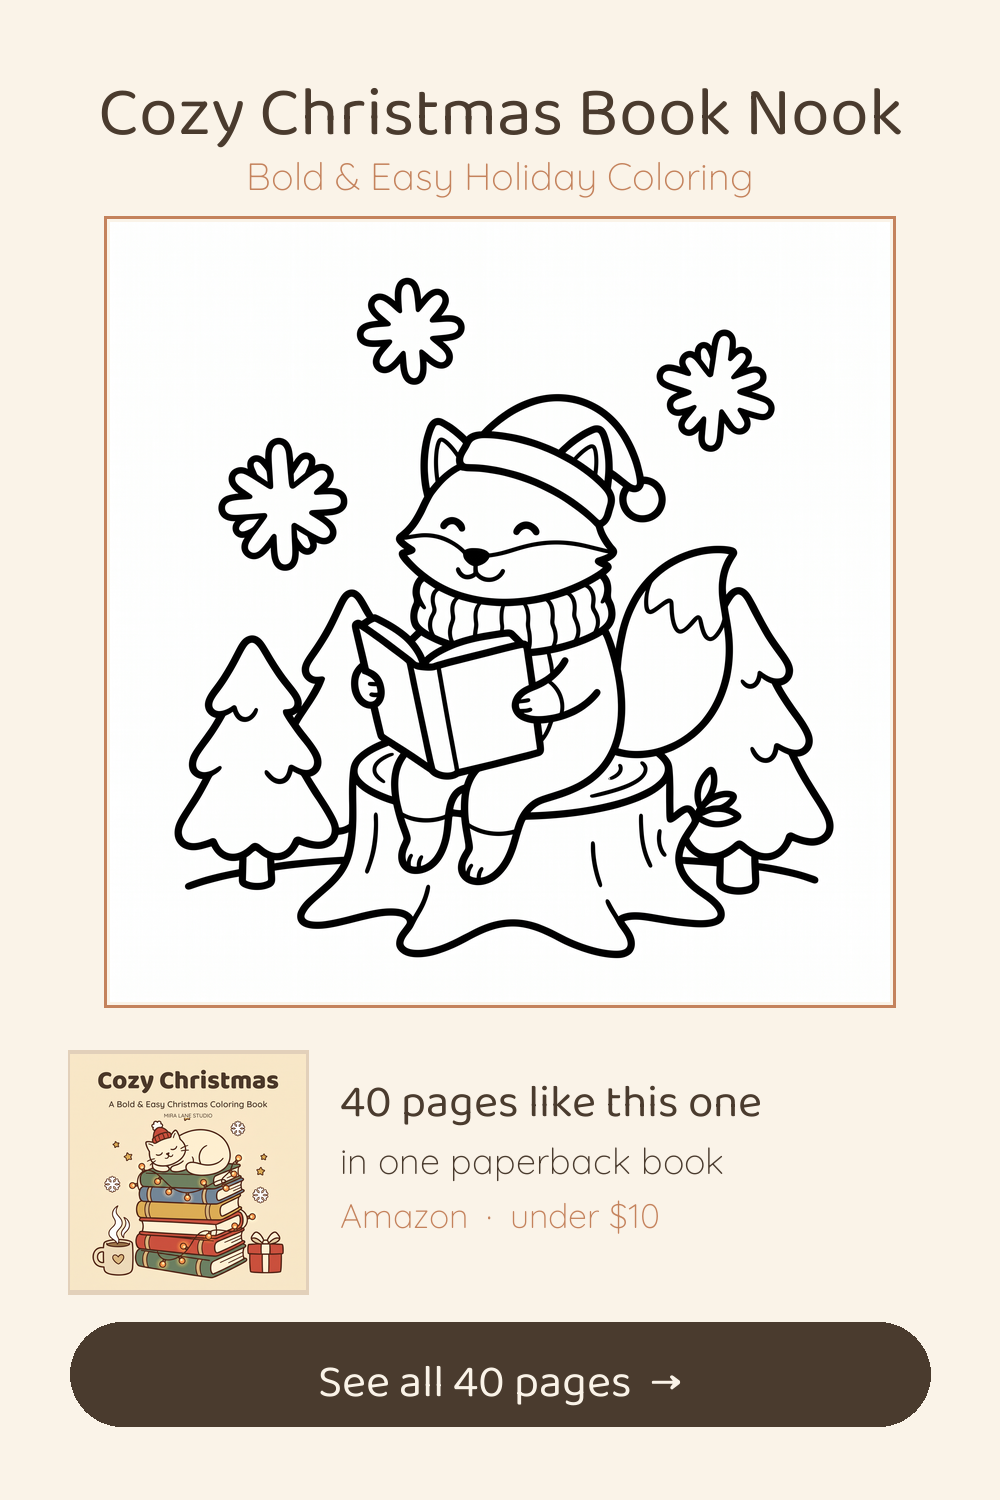 Cozy Christmas Book Nook
Bold & Easy Holiday Coloring
Cozy Christmas
A Bold & Easy Christmas Coloring Book
MIRA LANE STUDIO
40 pages like this one
in one paperback book
Amazon · under $10
See all 40 pages →